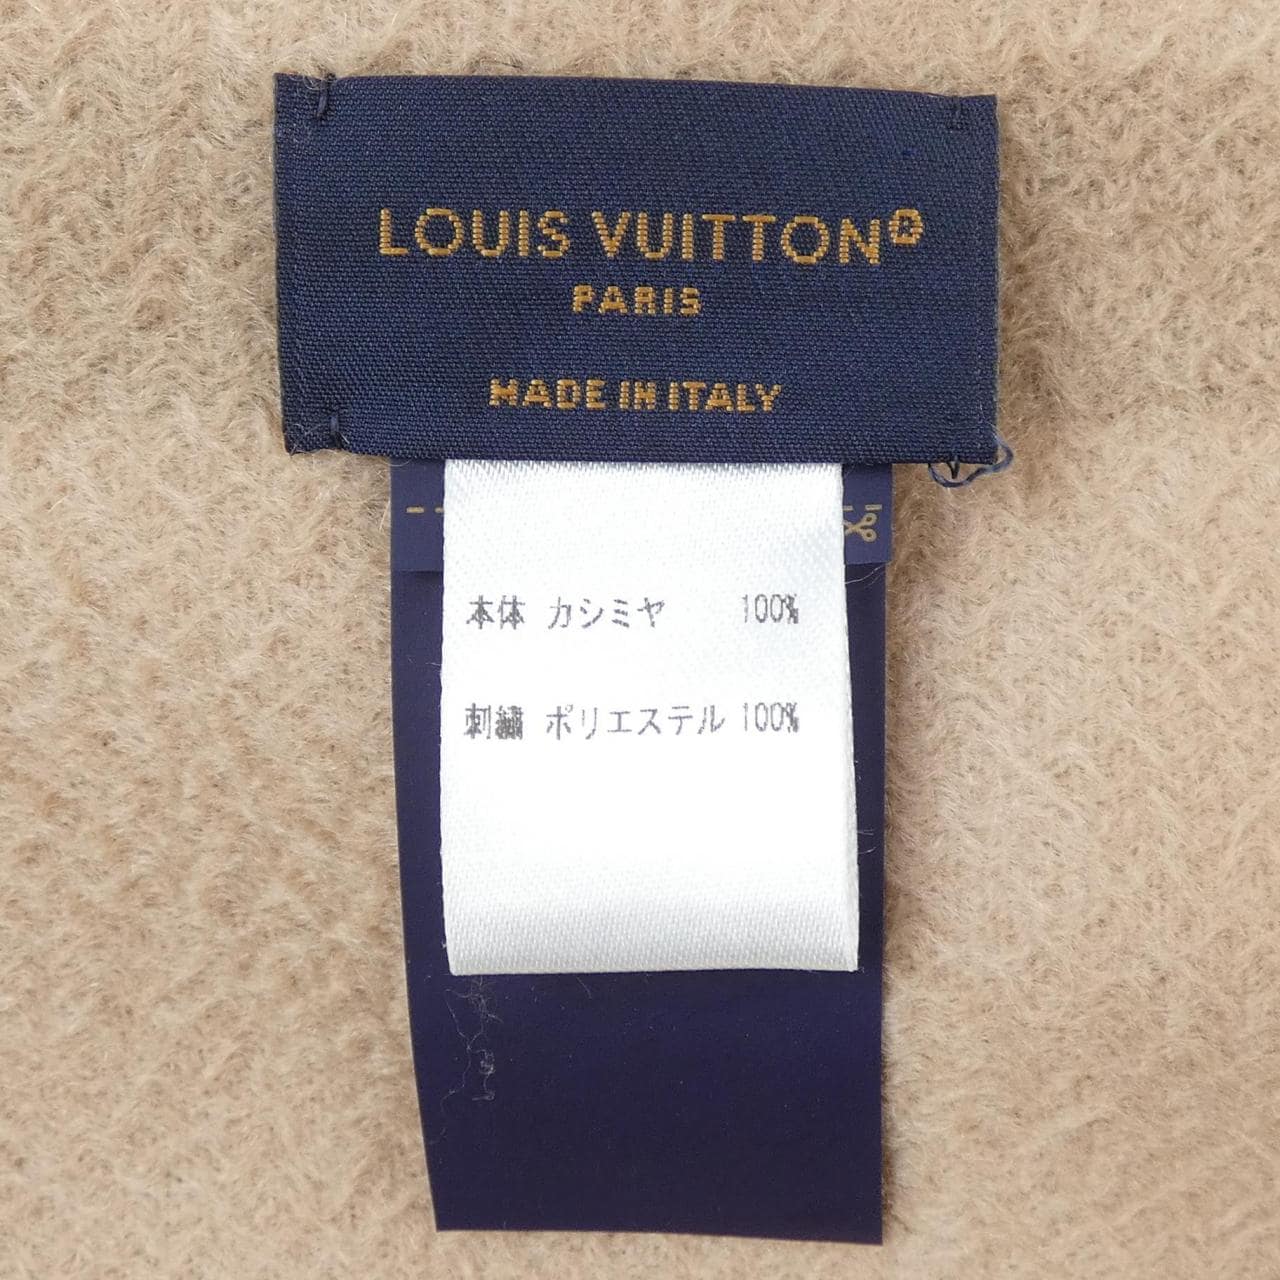 LOUIS VUITTON®
PARIS
MADE IN ITALY
本体 カシミヤ 100%
刺繍 ポリエステル 100%